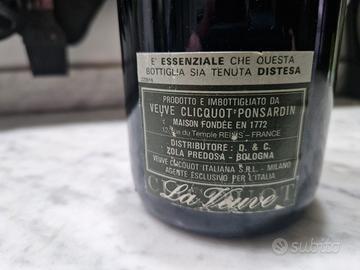 E' ESSENZIALE CHE QUESTA
BOTTIGLIA SIA TENUTA DISTESA
PRODOTTO E IMBOTTIGLIATO DA
VEUVE CLICQUOT PONSARDIN
MAISON FONDÉE EN 1772
12, Rue du Temple REIMS - FRANCE
DISTRIBUTORE: D. & C.
ZOLA PREDOSA - BOLOGNA
VEUVE CLICQUOT ITALIANA S.R.L. - MILANO
AGENTE ESCLUSIVO PER L'ITALIA
La Veuve
subito